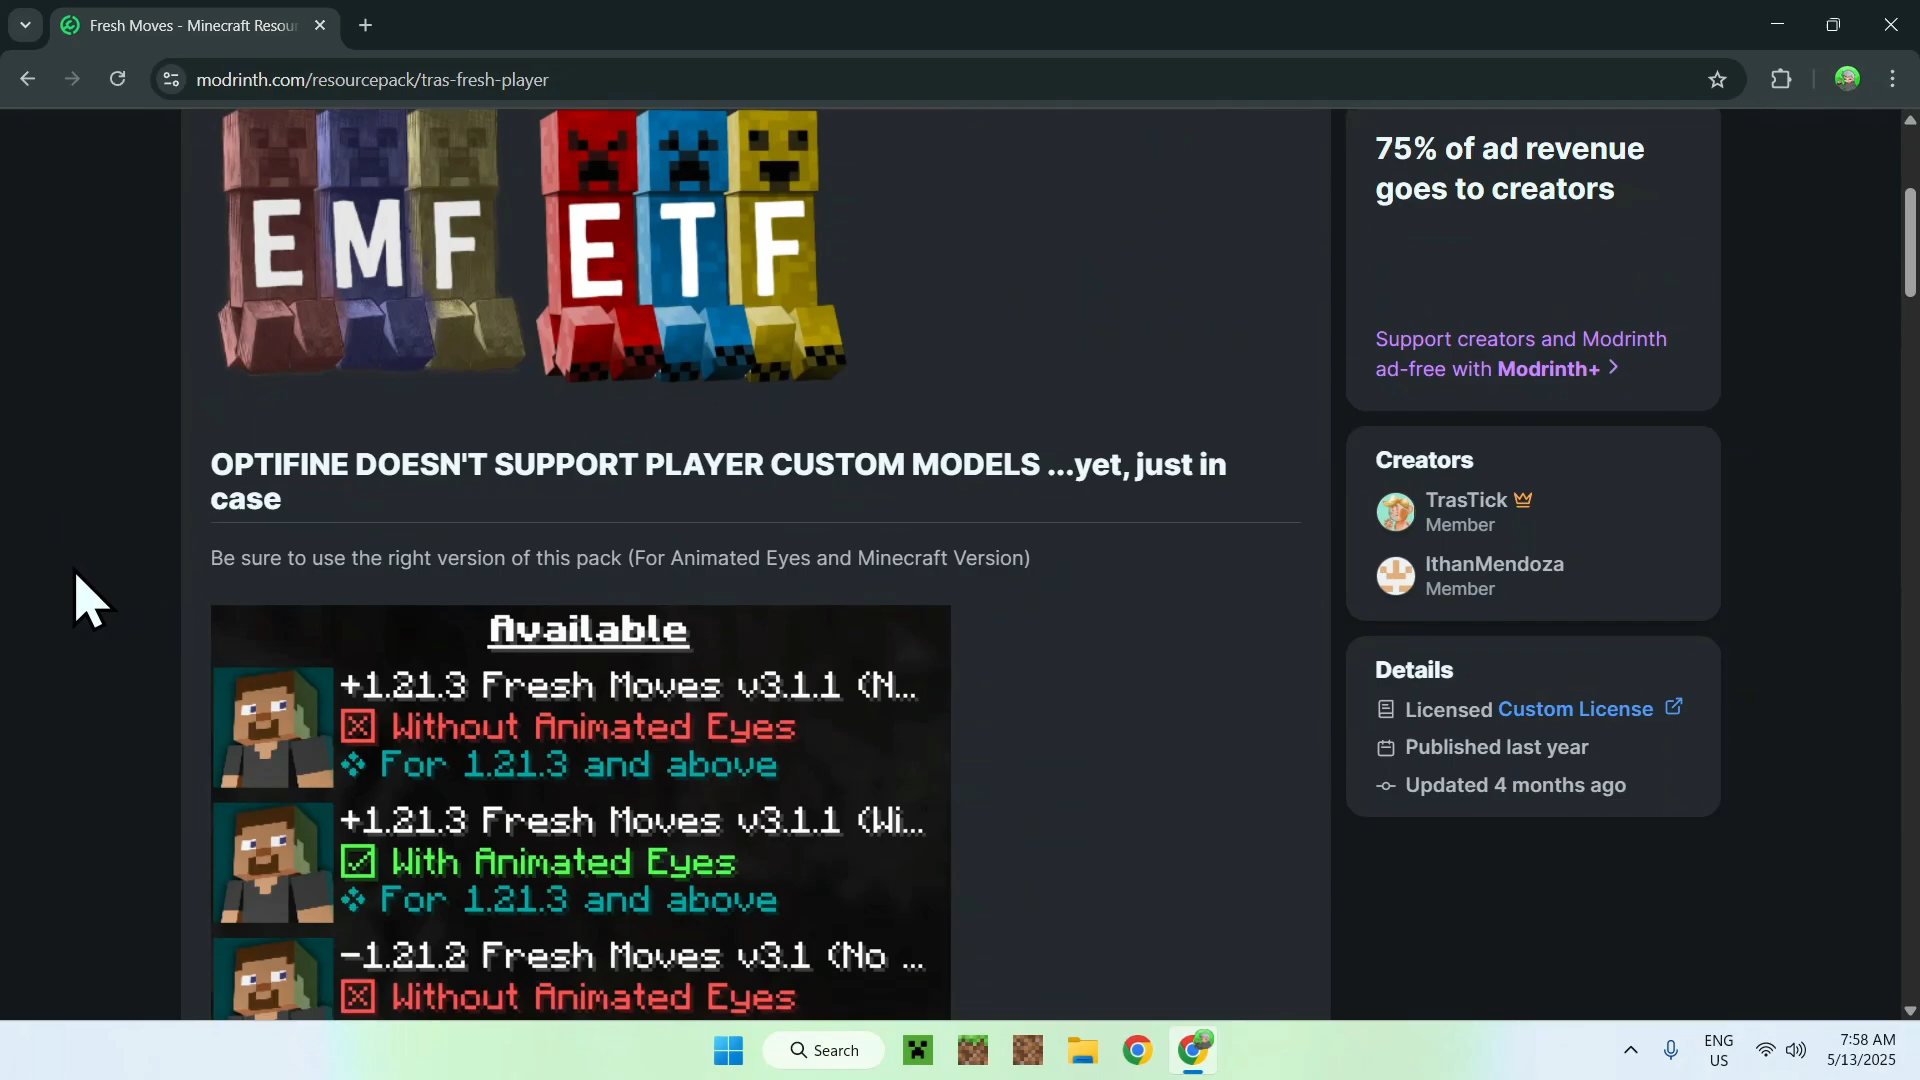 Fresh Moves - Minecraft Resour
modrinth.com/resourcepack/tras-fresh-player
EMF ETF
OPTIFINE DOESN'T SUPPORT PLAYER CUSTOM MODELS ...yet, just in
case
Be sure to use the right version of this pack (For Animated Eyes and Minecraft Version)
Available
+1.21.3 Fresh Moves v3.1.1 (N...
Without Animated Eyes
For 1.21.3 and above
+1.21.3 Fresh Moves v3.1.1 (Wi...
With Animated Eyes
For 1.21.3 and above
-1.21.2 Fresh Moves v3.1 (No ...
Without Animated Eyes
75% of ad revenue
goes to creators
Support creators and Modrinth
ad-free with Modrinth+
Creators
TrasTick
Member
IthanMendoza
Member
Details
Licensed Custom License
Published last year
Updated 4 months ago
Search
ENG
US
7:58 AM
5/13/2025